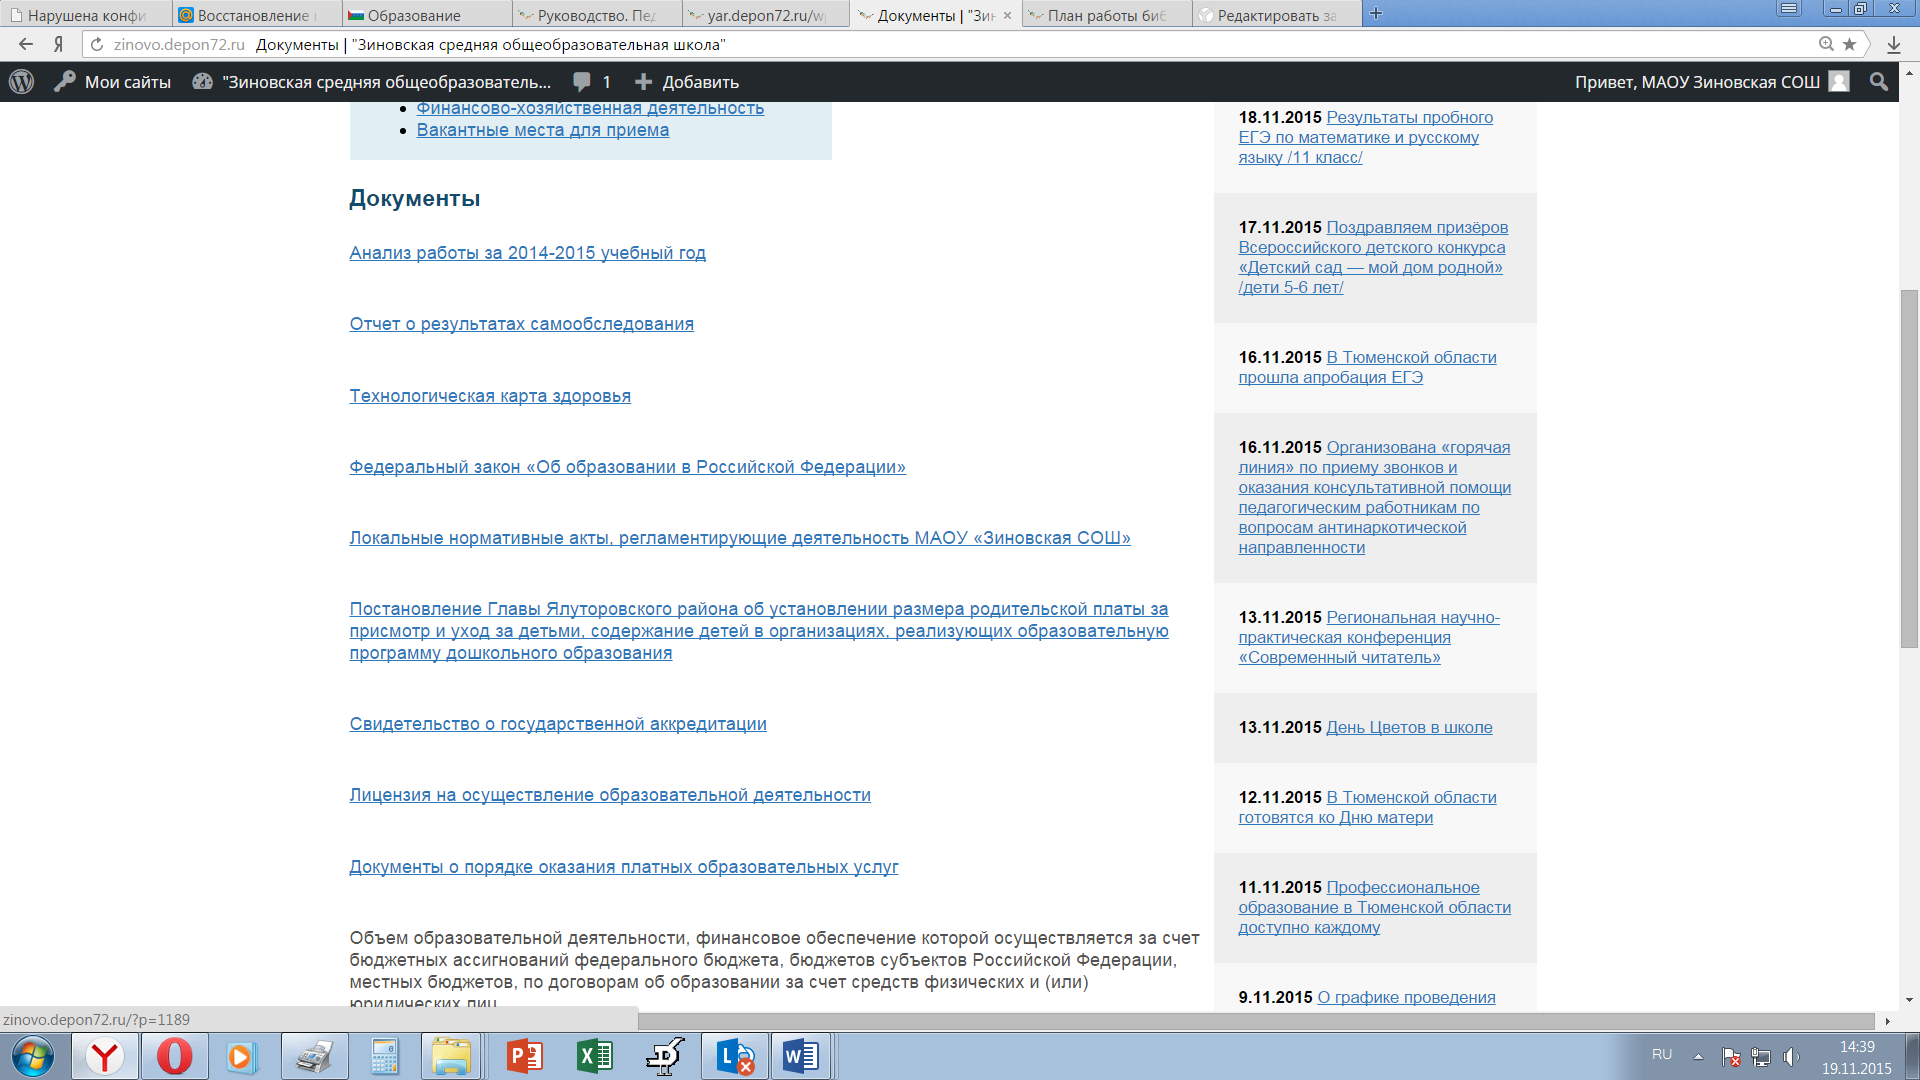 Нарушена конфи
Восстановление
Образование
Руководство. Пед
yar.depon72.ru/wp
Документы | "Зин
План работы биб
Редактировать за
zinovo.depon72.ru Документы | "Зиновская средняя общеобразовательная школа"
Мои сайты "Зиновская средняя общеобразователь... 1 Добавить
Привет, МАОУ Зиновская СОШ
Финансово-хозяйственная деятельность
Вакантные места для приема
Документы
Анализ работы за 2014-2015 учебный год
Отчет о результатах самообследования
Технологическая карта здоровья
Федеральный закон «Об образовании в Российской Федерации»
Локальные нормативные акты, регламентирующие деятельность МАОУ «Зиновская СОШ»
Постановление Главы Ялуторовского района об установлении размера родительской платы за
присмотр и уход за детьми, содержание детей в организациях, реализующих образовательную
программу дошкольного образования
Свидетельство о государственной аккредитации
Лицензия на осуществление образовательной деятельности
Документы о порядке оказания платных образовательных услуг
Объем образовательной деятельности, финансовое обеспечение которой осуществляется за счет
бюджетных ассигнований федерального бюджета, бюджетов субъектов Российской Федерации,
местных бюджетов, по договорам об образовании за счет средств физических и (или)
юридических лиц
18.11.2015 Результаты пробного
ЕГЭ по математике и русскому
языку /11 класс/
17.11.2015 Поздравляем призёров
Всероссийского детского конкурса
«Детский сад — мой дом родной»
/дети 5-6 лет/
16.11.2015 В Тюменской области
прошла апробация ЕГЭ
16.11.2015 Организована «горячая
линия» по приему звонков и
оказания консультативной помощи
педагогическим работникам по
вопросам антинаркотической
направленности
13.11.2015 Региональная научно-
практическая конференция
«Современный читатель»
13.11.2015 День Цветов в школе
12.11.2015 В Тюменской области
готовятся ко Дню матери
11.11.2015 Профессиональное
образование в Тюменской области
доступно каждому
9.11.2015 О графике проведения
zinovo.depon72.ru/?p=1189
RU
14:39
19.11.2015